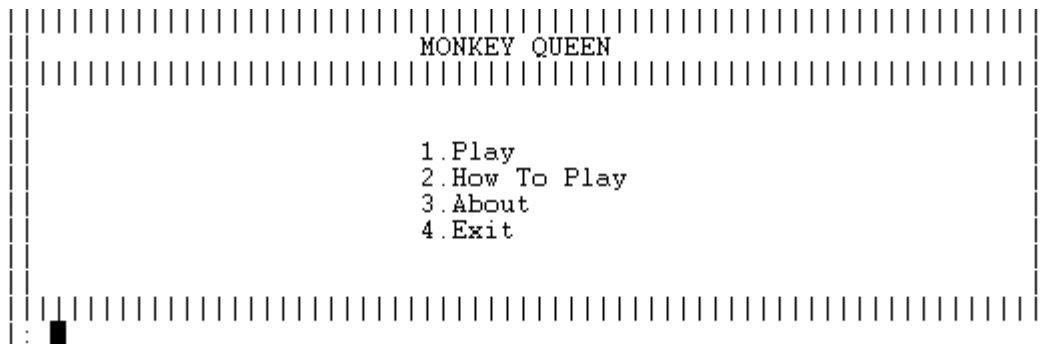 MONKEY QUEEN
1.Play
2.How To Play
3.About
4.Exit
|: